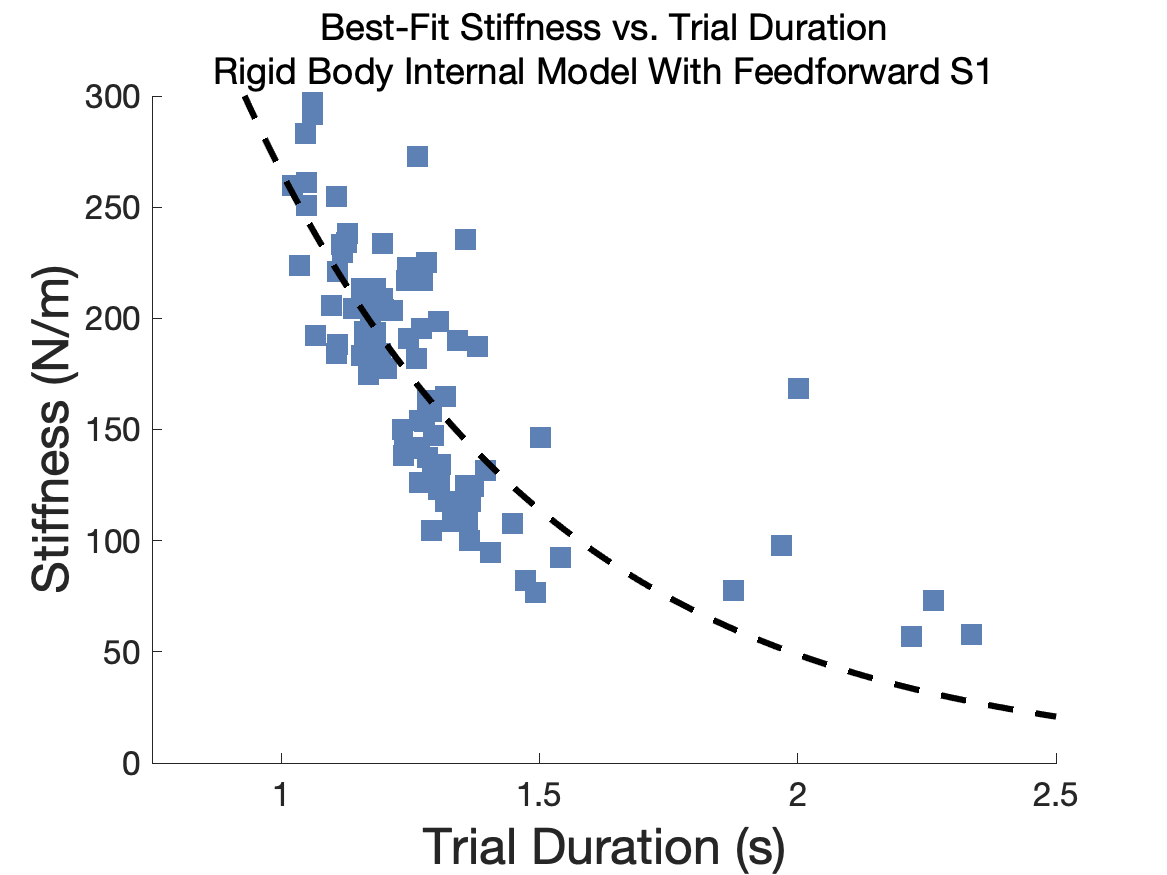 Best-Fit Stiffness vs. Trial Duration
Rigid Body Internal Model With Feedforward S1
300
250
200
150
100
50
0
Stiffness (N/m)
1
1.5
2
2.5
Trial Duration (s)